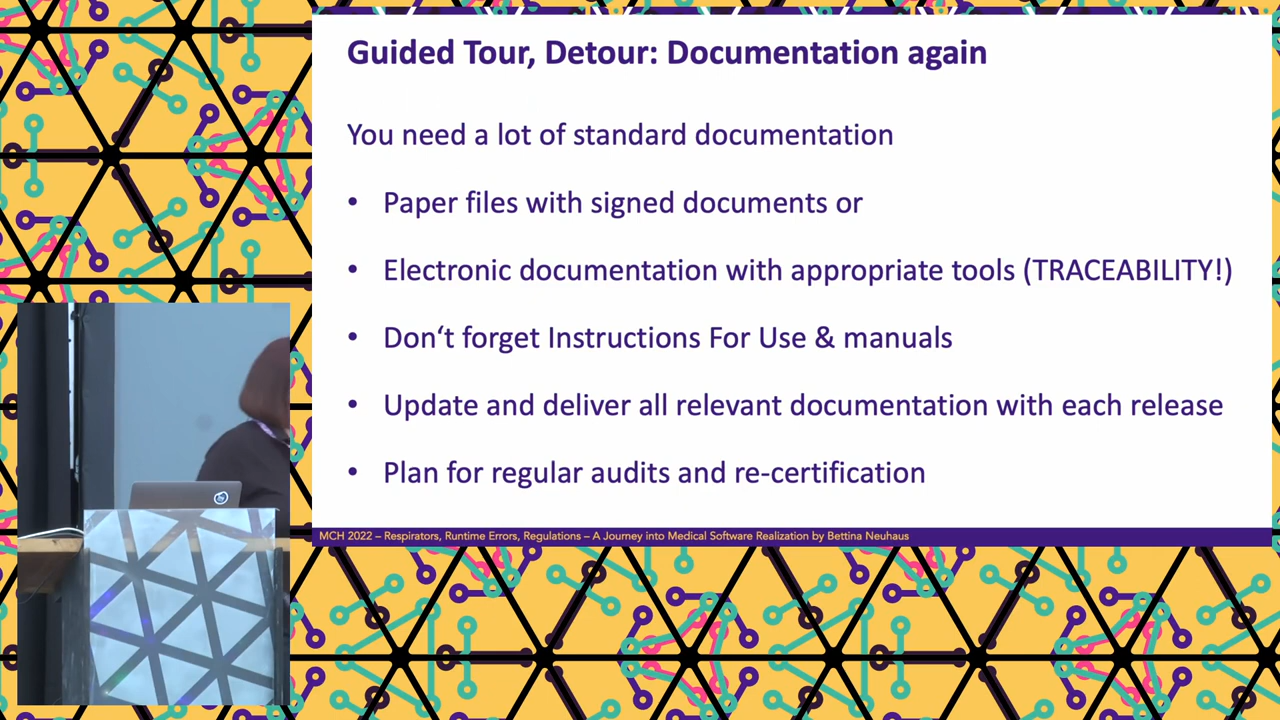 Guided Tour, Detour: Documentation again
You need a lot of standard documentation
• Paper files with signed documents or
• Electronic documentation with appropriate tools (TRACEABILITY!)
• Don‘t forget Instructions For Use & manuals
• Update and deliver all relevant documentation with each release
• Plan for regular audits and re-certification
MCH 2022 – Respirators, Runtime Errors, Regulations – A Journey into Medical Software Realization by Bettina Neuhaus